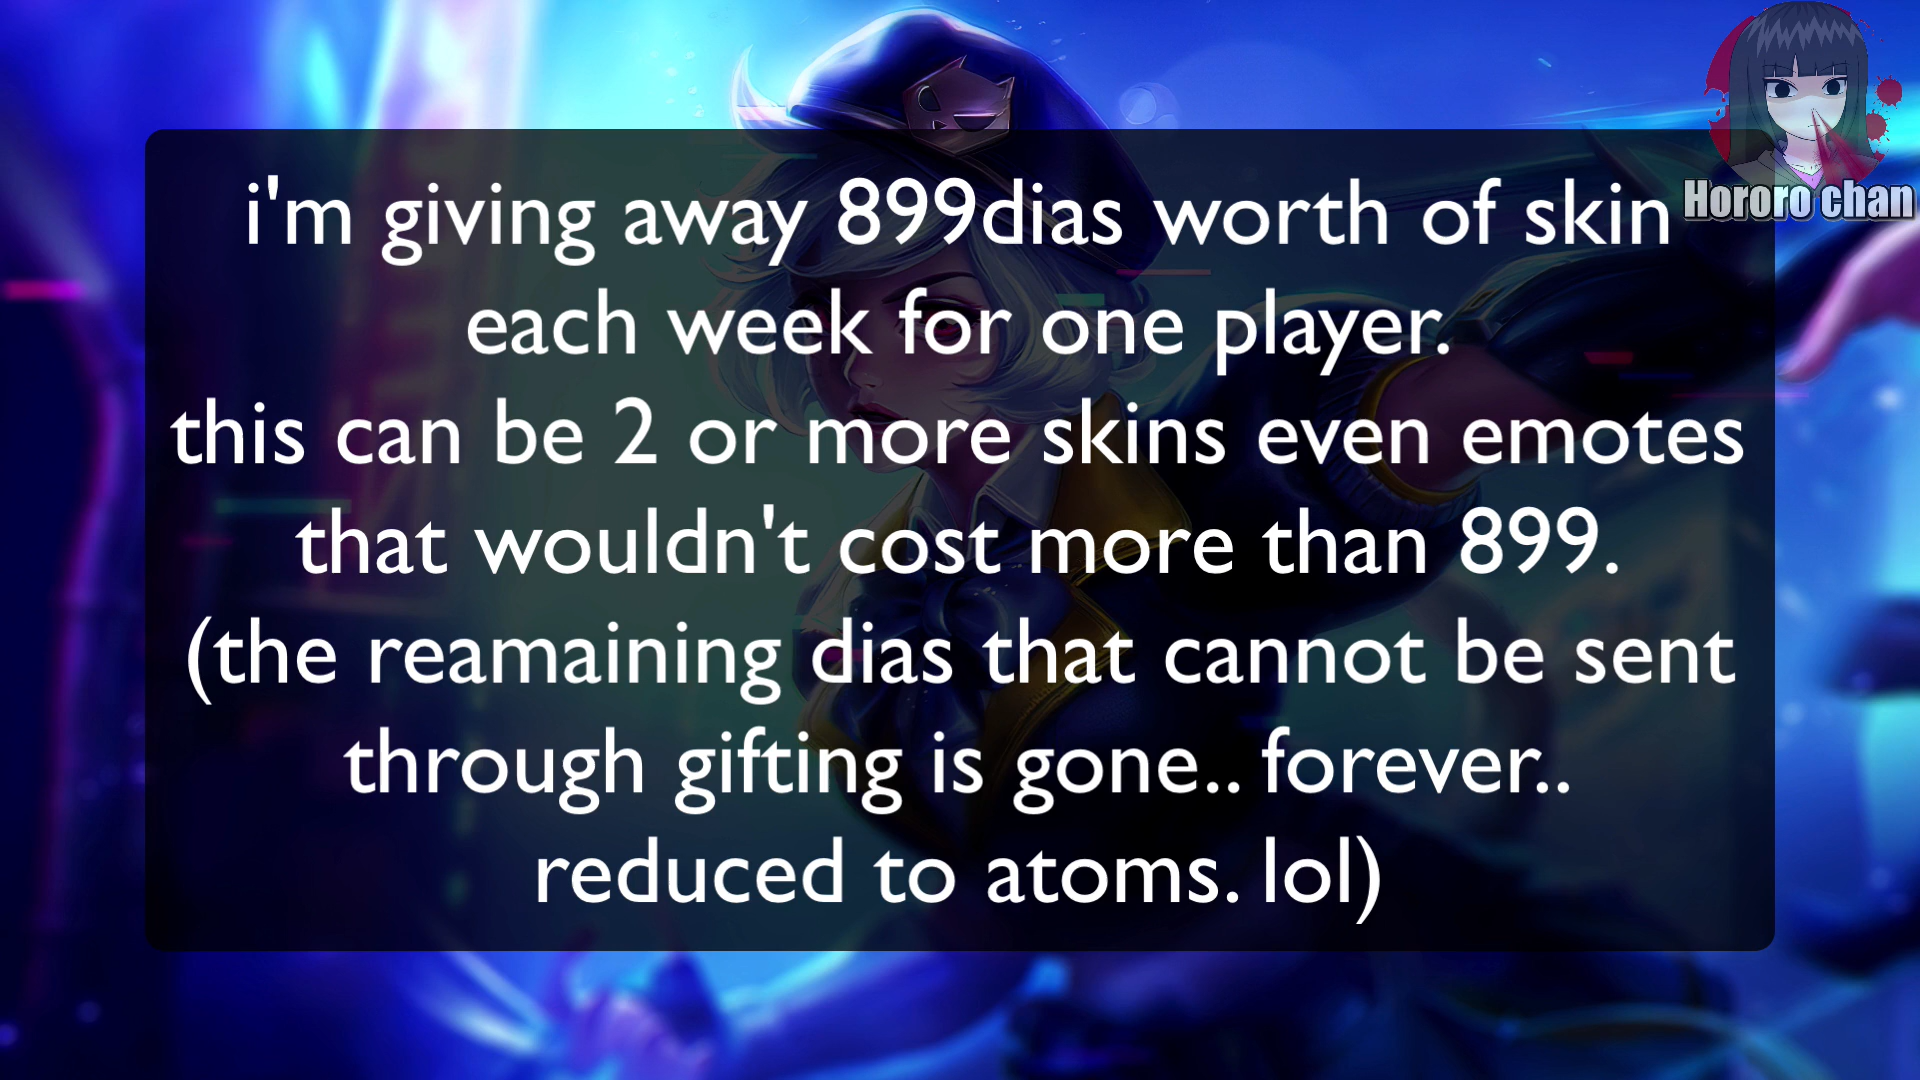 Hororo chan
i'm giving away 899dias worth of skin
each week for one player.
this can be 2 or more skins even emotes
that wouldn't cost more than 899.
(the reamaining dias that cannot be sent
through gifting is gone.. forever..
reduced to atoms. lol)